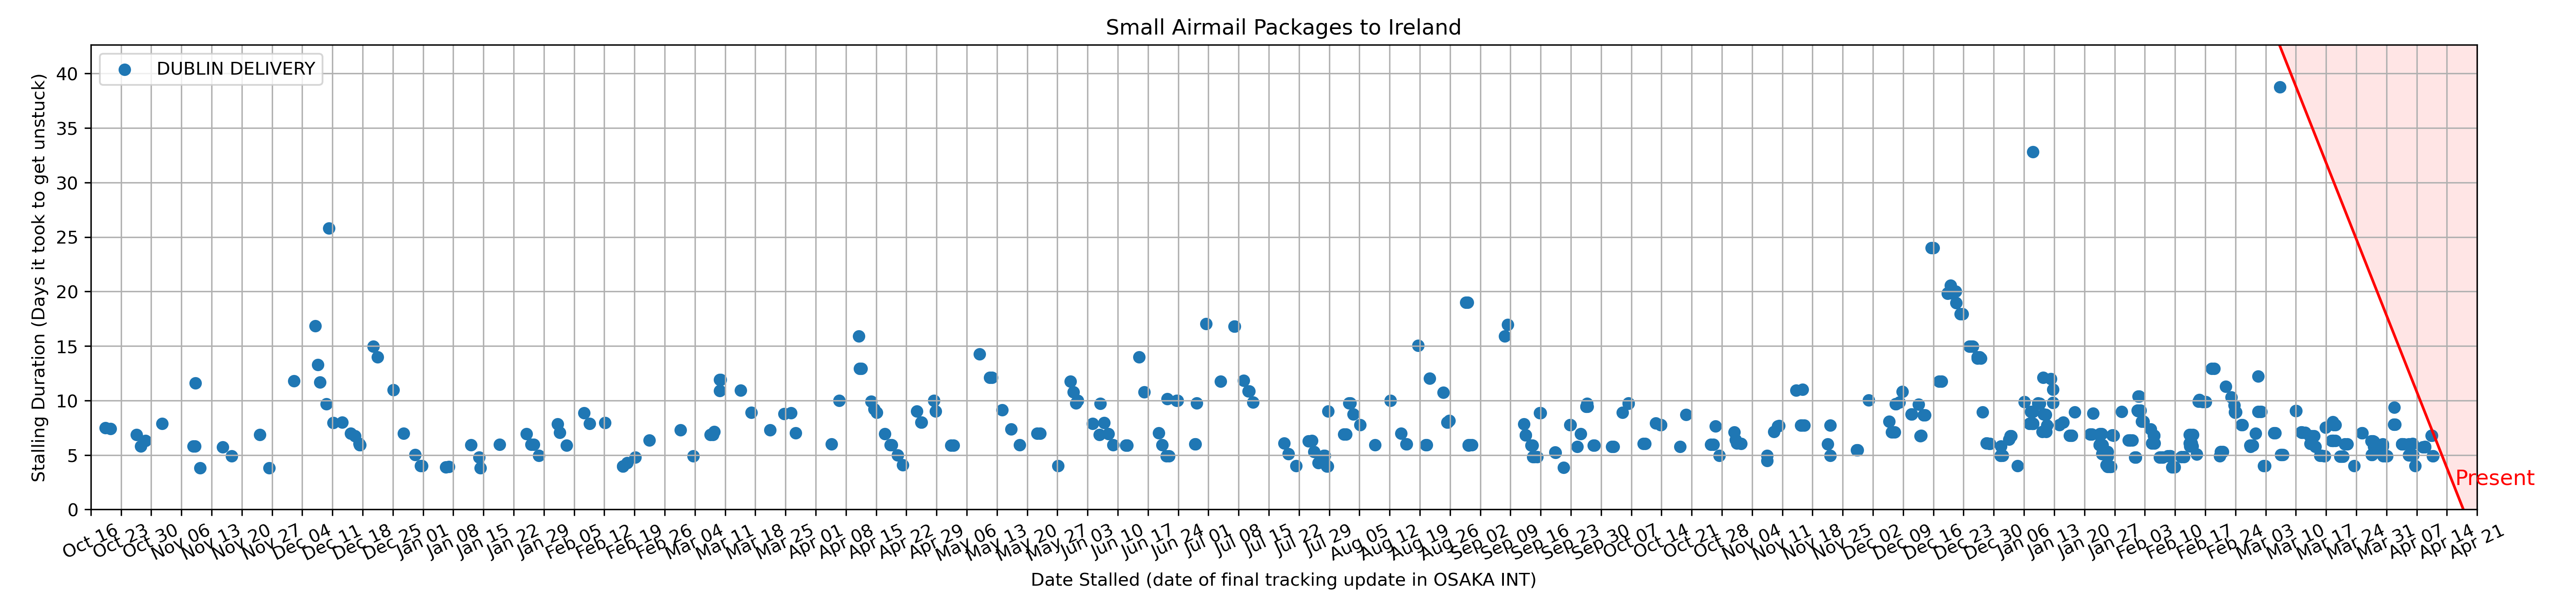 Small Airmail Packages to Ireland
DUBLIN DELIVERY
Stalling Duration (Days it took to get unstuck)
40
35
30
25
20
15
10
5
0
Present
Oct 16
Oct 23
Oct 30
Nov 06
Nov 13
Nov 20
Nov 27
Dec 04
Dec 11
Dec 18
Dec 25
Jan 01
Jan 08
Jan 15
Jan 22
Jan 29
Feb 05
Feb 12
Feb 19
Feb 26
Mar 04
Mar 11
Mar 18
Mar 25
Apr 01
Apr 08
Apr 15
Apr 22
Apr 29
May 06
May 13
May 20
May 27
Jun 03
Jun 10
Jun 17
Jun 24
Jul 01
Jul 08
Jul 15
Jul 22
Jul 29
Aug 05
Aug 12
Aug 19
Aug 26
Sep 02
Sep 09
Sep 16
Sep 23
Sep 30
Oct 07
Oct 14
Oct 21
Oct 28
Nov 04
Nov 11
Nov 18
Nov 25
Dec 02
Dec 09
Dec 16
Dec 23
Dec 30
Jan 06
Jan 13
Jan 20
Jan 27
Feb 03
Feb 10
Feb 17
Feb 24
Mar 03
Mar 10
Mar 17
Mar 24
Mar 31
Apr 07
Apr 14
Apr 21
Date Stalled (date of final tracking update in OSAKA INT)